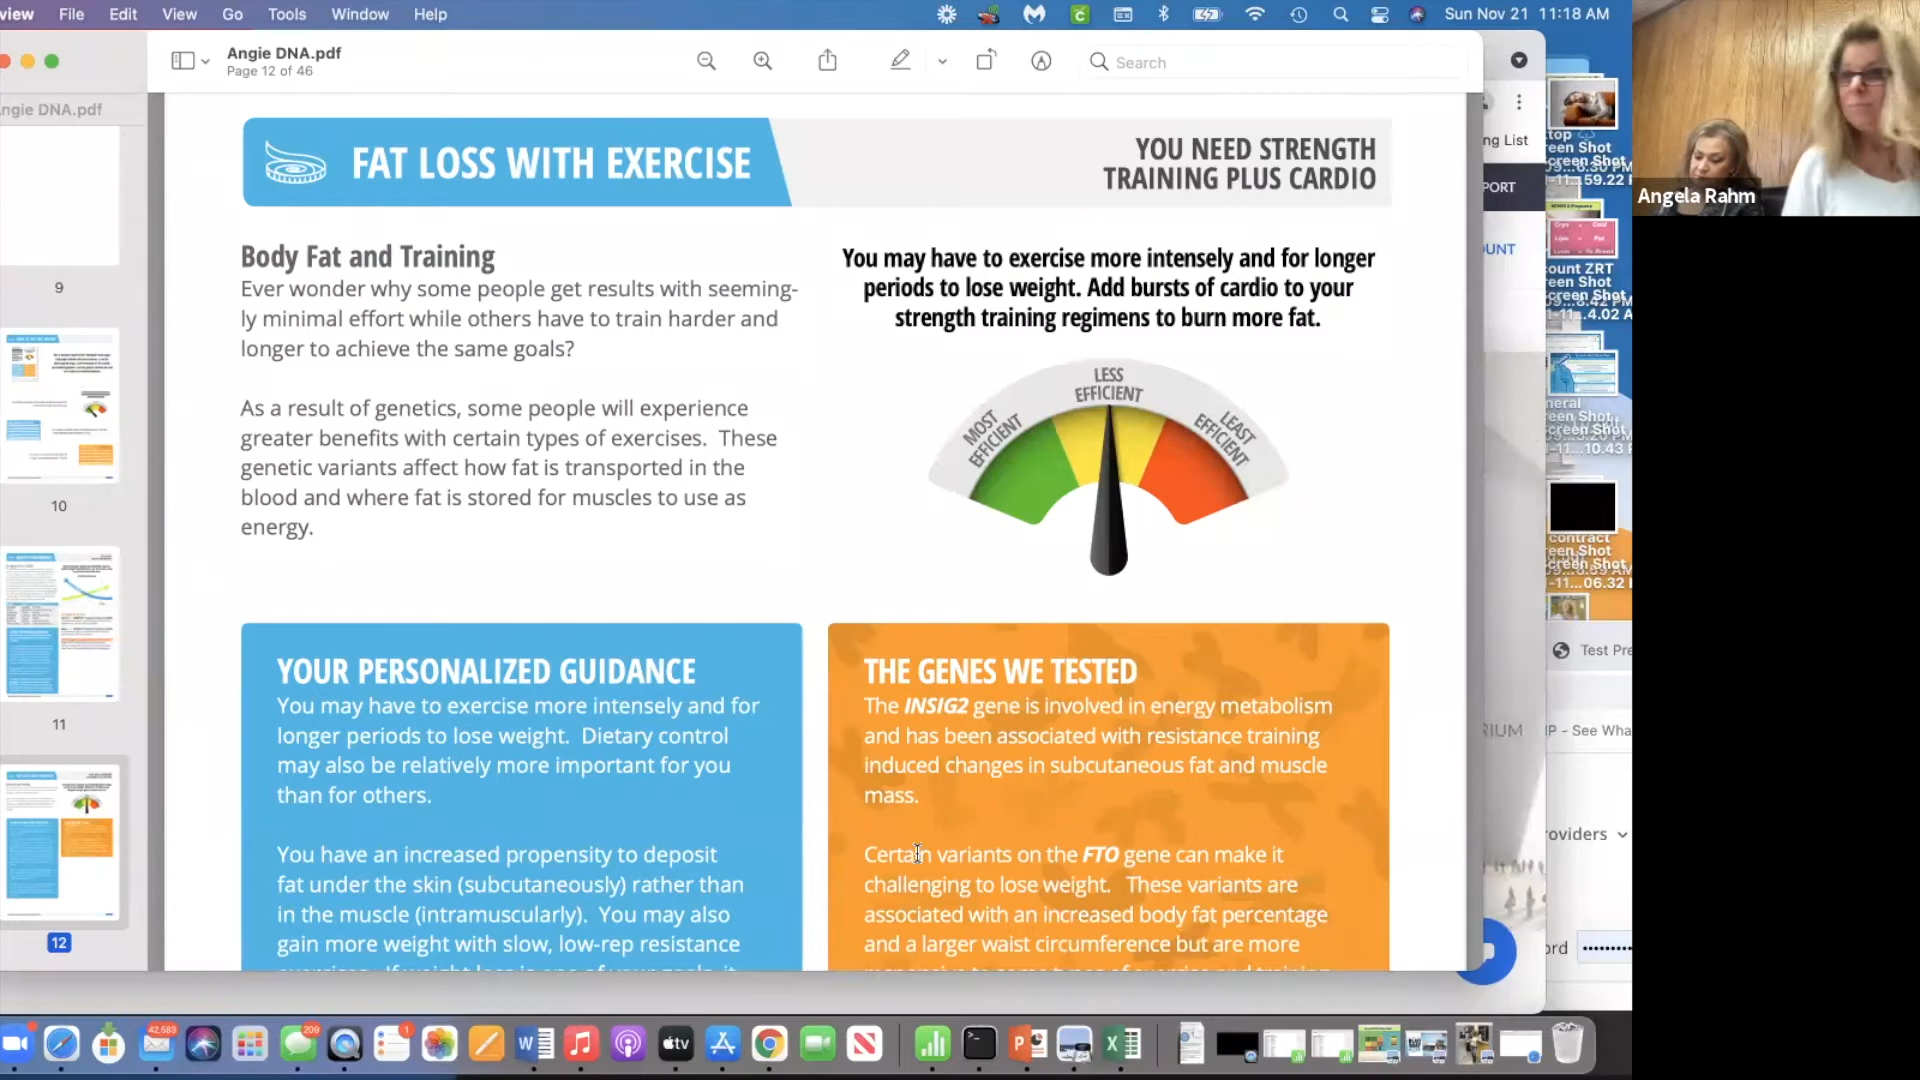 view File Edit View Go Tools Window Help
Sun Nov 21 11:18 AM
Angie DNA.pdf
Page 12 of 46
Search
ngie DNA.pdf
9
10
11
12
FAT LOSS WITH EXERCISE
YOU NEED STRENGTH
TRAINING PLUS CARDIO
Body Fat and Training
Ever wonder why some people get results with seeming-
ly minimal effort while others have to train harder and
longer to achieve the same goals?
As a result of genetics, some people will experience
greater benefits with certain types of exercises. These
genetic variants affect how fat is transported in the
blood and where fat is stored for muscles to use as
energy.
You may have to exercise more intensely and for longer
periods to lose weight. Add bursts of cardio to your
strength training regimens to burn more fat.
MOST
EFFICIENT
LESS
EFFICIENT
LEAST
EFFICIENT
YOUR PERSONALIZED GUIDANCE
You may have to exercise more intensely and for
longer periods to lose weight. Dietary control
may also be relatively more important for you
than for others.
You have an increased propensity to deposit
fat under the skin (subcutaneously) rather than
in the muscle (intramuscularly). You may also
gain more weight with slow, low-rep resistance
THE GENES WE TESTED
The INSIG2 gene is involved in energy metabolism
and has been associated with resistance training
induced changes in subcutaneous fat and muscle
mass.
Certain variants on the FTO gene can make it
challenging to lose weight. These variants are
associated with an increased body fat percentage
and a larger waist circumference but are more
ng List
PORT
UNT
RIUM
P - See Wha
Test Pre
oviders
ord
count ZRT
contract
Angela Rahm
42,583
209
1
tv